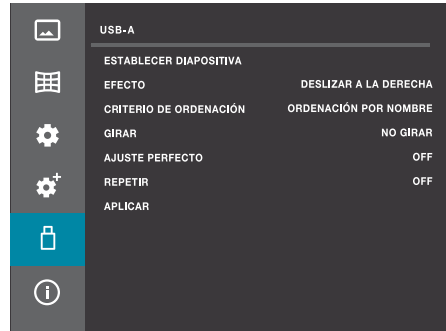 USB-A
ESTABLECER DIAPOSITIVA
EFECTO DESLIZAR A LA DERECHA
CRITERIO DE ORDENACIÓN ORDENACIÓN POR NOMBRE
GIRAR NO GIRAR
AJUSTE PERFECTO OFF
REPETIR OFF
APLICAR